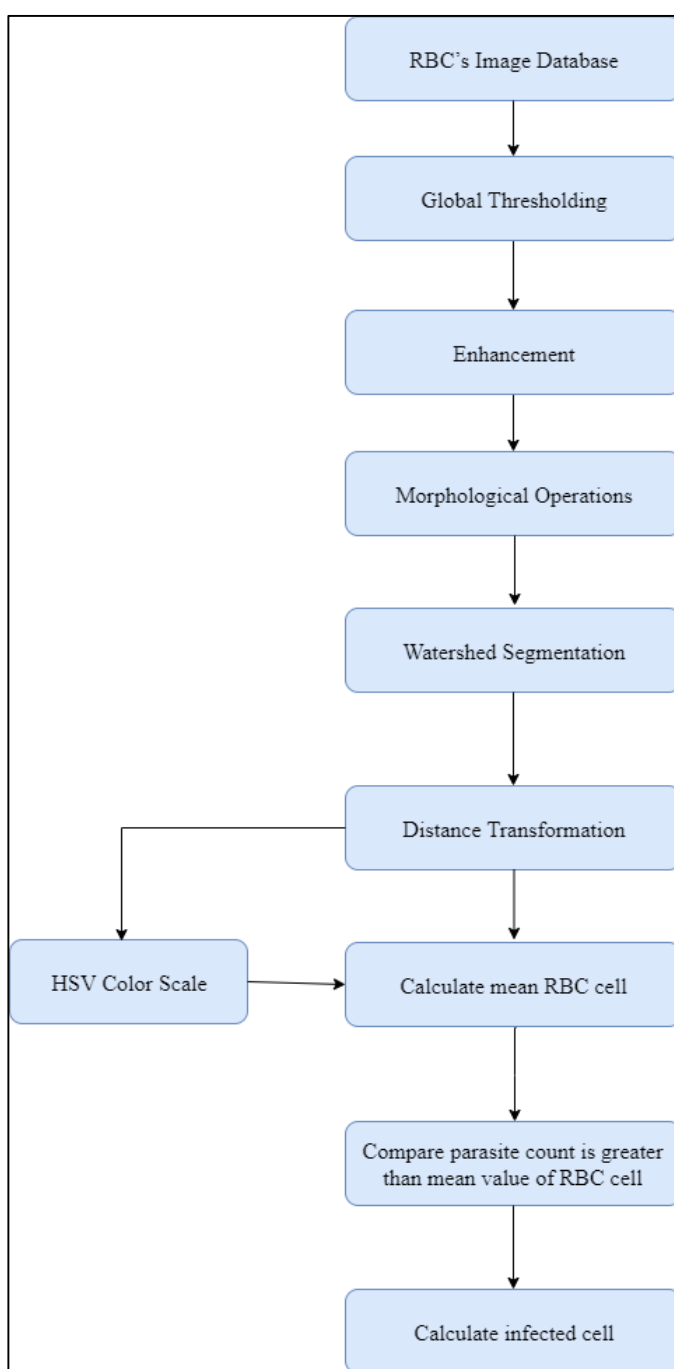 RBC’s Image Database
Global Thresholding
Enhancement
Morphological Operations
Watershed Segmentation
Distance Transformation
HSV Color Scale
Calculate mean RBC cell
Compare parasite count is greater
than mean value of RBC cell
Calculate infected cell